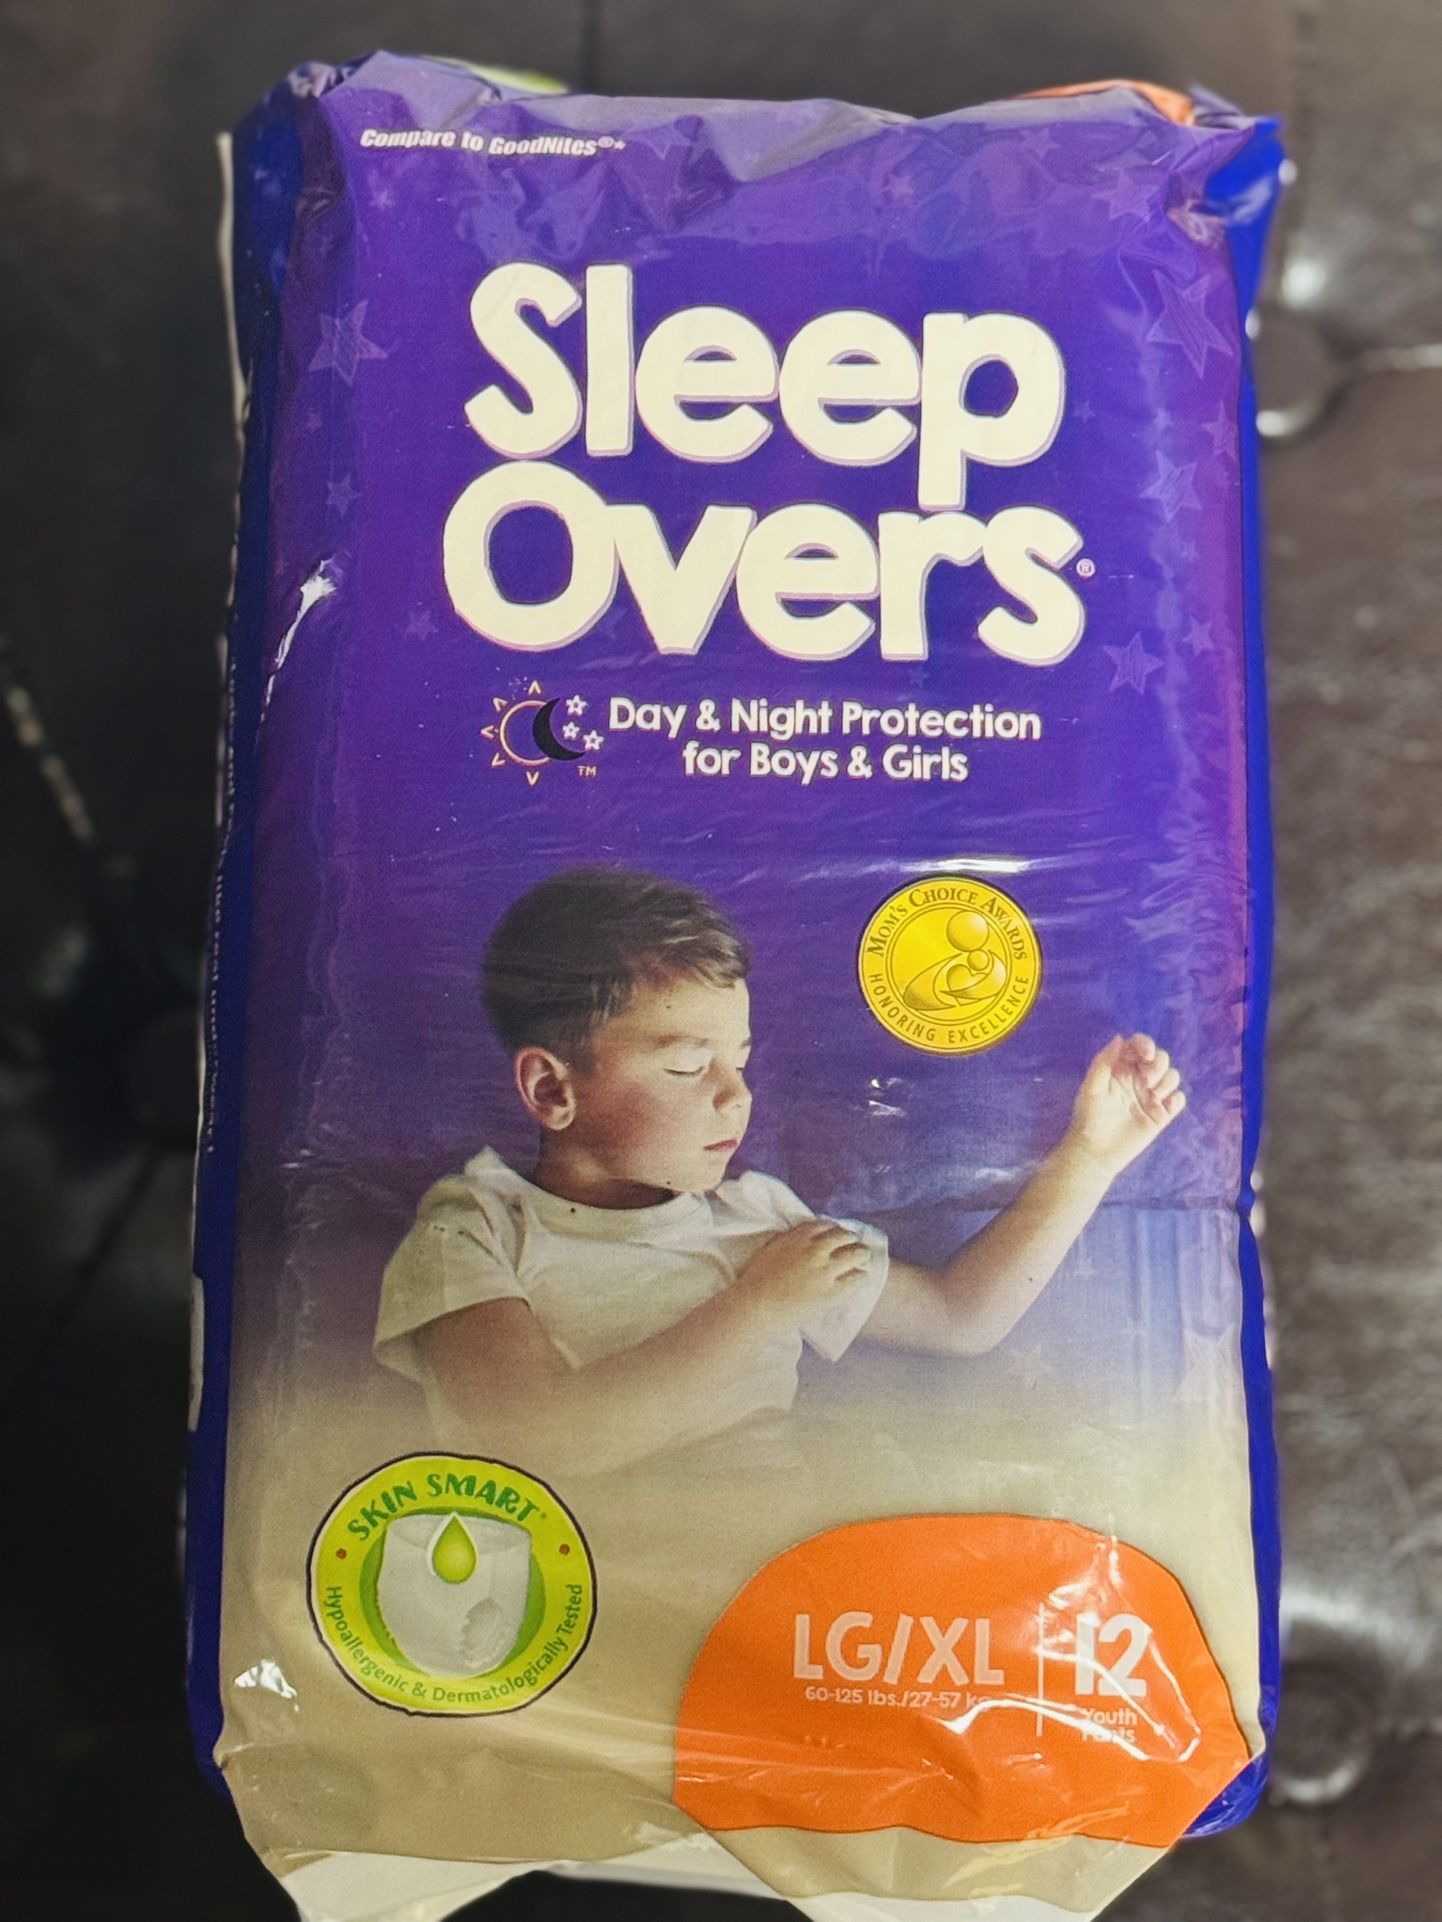 Compare to GoodNites®*
Sleep
Overs®
Day & Night Protection
for Boys & Girls
TM
MOM'S CHOICE AWARDS
HONORING EXCELLENCE
SKIN SMART
Hypoallergenic & Dermatologically Tested
LG/XL
60-125 lbs./27-57 kg
12
Youth
Pants